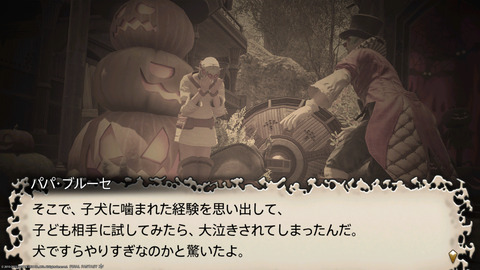 パパ・ブルーセ
そこで、子犬に噛まれた経験を思い出して、
子ども相手に試してみたら、大泣きされてしまったんだ。
犬ですらやりすぎなのかと驚いたよ。